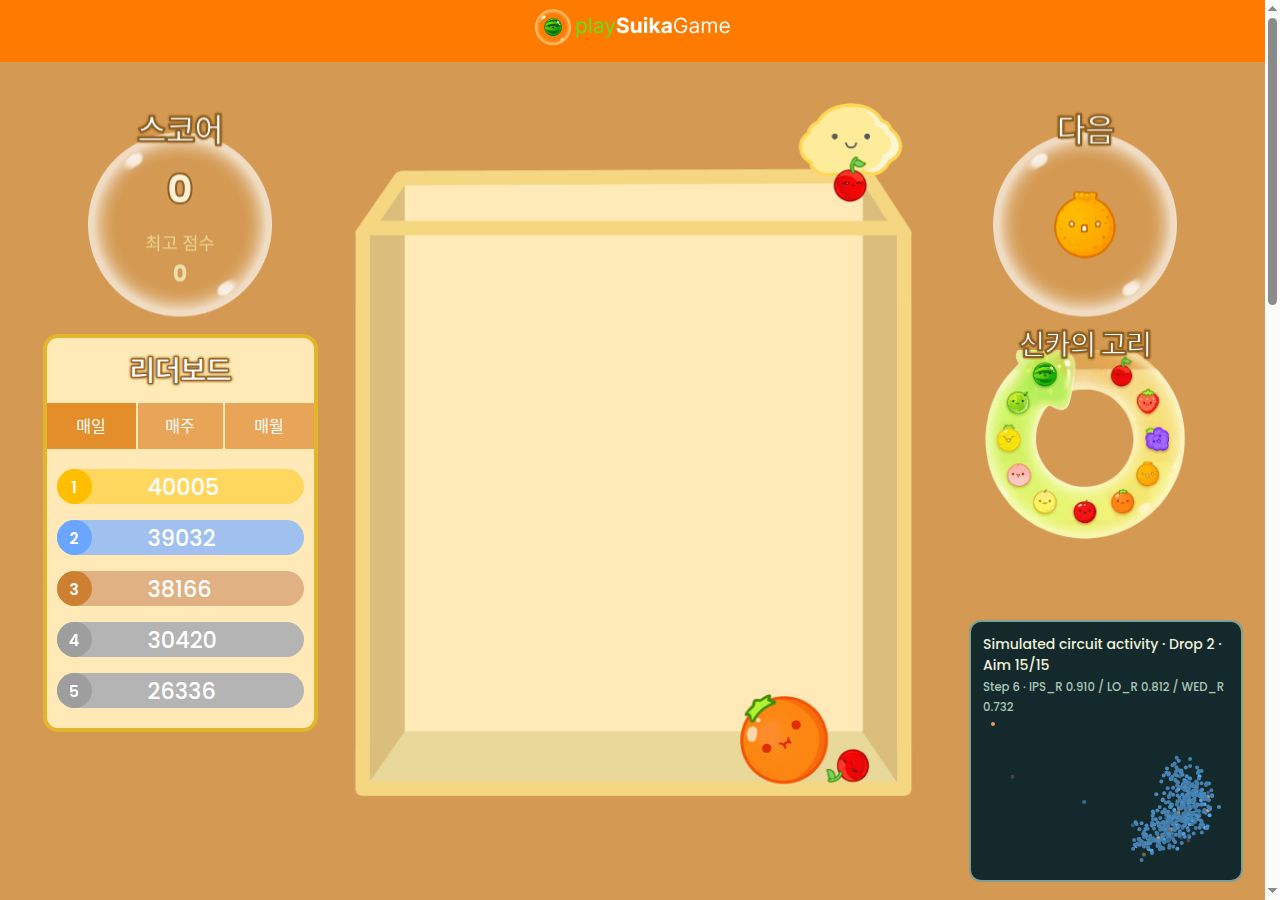 playSuikaGame
스코어
0
최고 점수
0
다음
신카의 고리
리더보드
매일
매주
매월
1
40005
2
39032
3
38166
4
30420
5
26336
Simulated circuit activity · Drop 2 ·
Aim 15/15
Step 6 · IPS_R 0.910 / LO_R 0.812 / WED_R
0.732